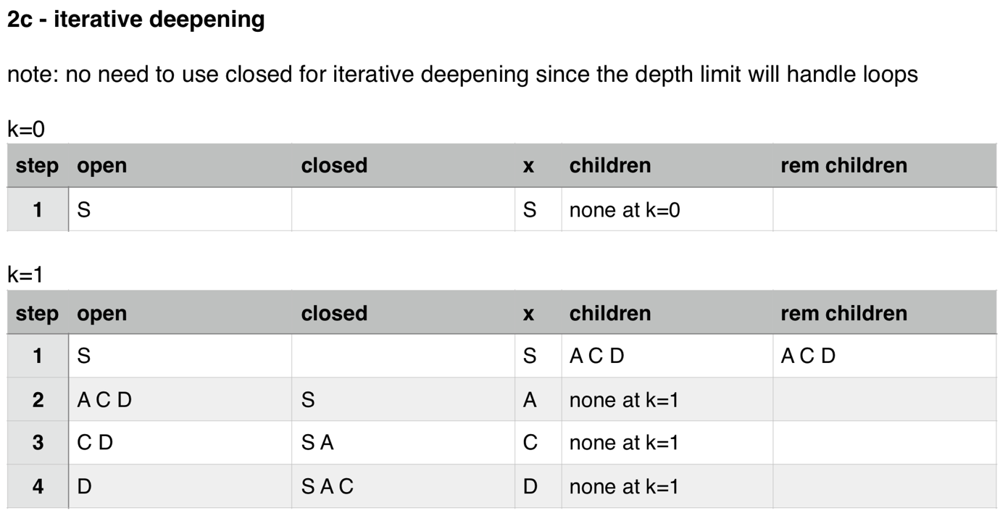 2c - iterative deepening
note: no need to use closed for iterative deepening since the depth limit will handle loops
k=0
step open closed x children rem children
1 S S none at k=0
k=1
step open closed x children rem children
1 S S A C D A C D
2 A C D S A none at k=1
3 C D S A C none at k=1
4 D S A C D none at k=1